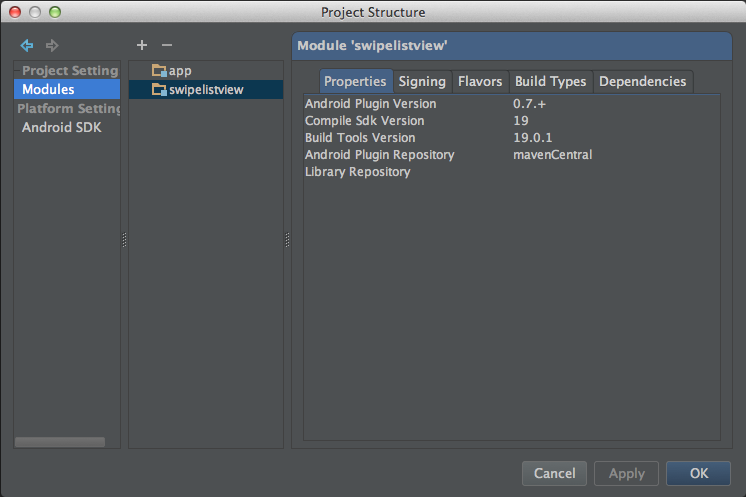 Project Structure
Project Setting
Modules
Platform Setting
Android SDK
app
swipelistview
Module 'swipelistview'
Properties Signing Flavors Build Types Dependencies
Android Plugin Version 0.7.+
Compile Sdk Version 19
Build Tools Version 19.0.1
Android Plugin Repository mavenCentral
Library Repository
Cancel Apply OK